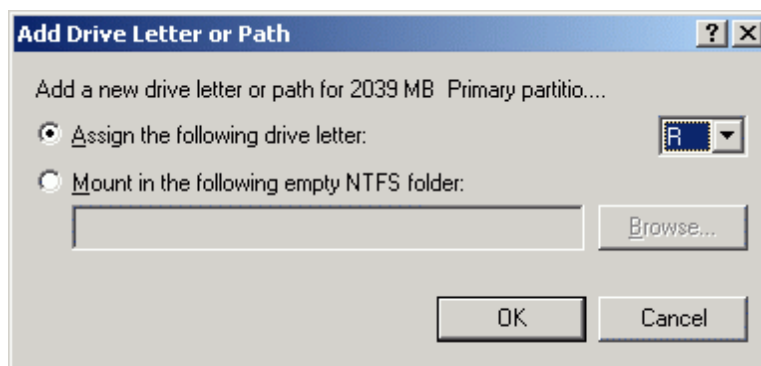 Add Drive Letter or Path
Add a new drive letter or path for 2039 MB Primary partitio....
Assign the following drive letter:
R
Mount in the following empty NTFS folder:
Browse...
OK
Cancel